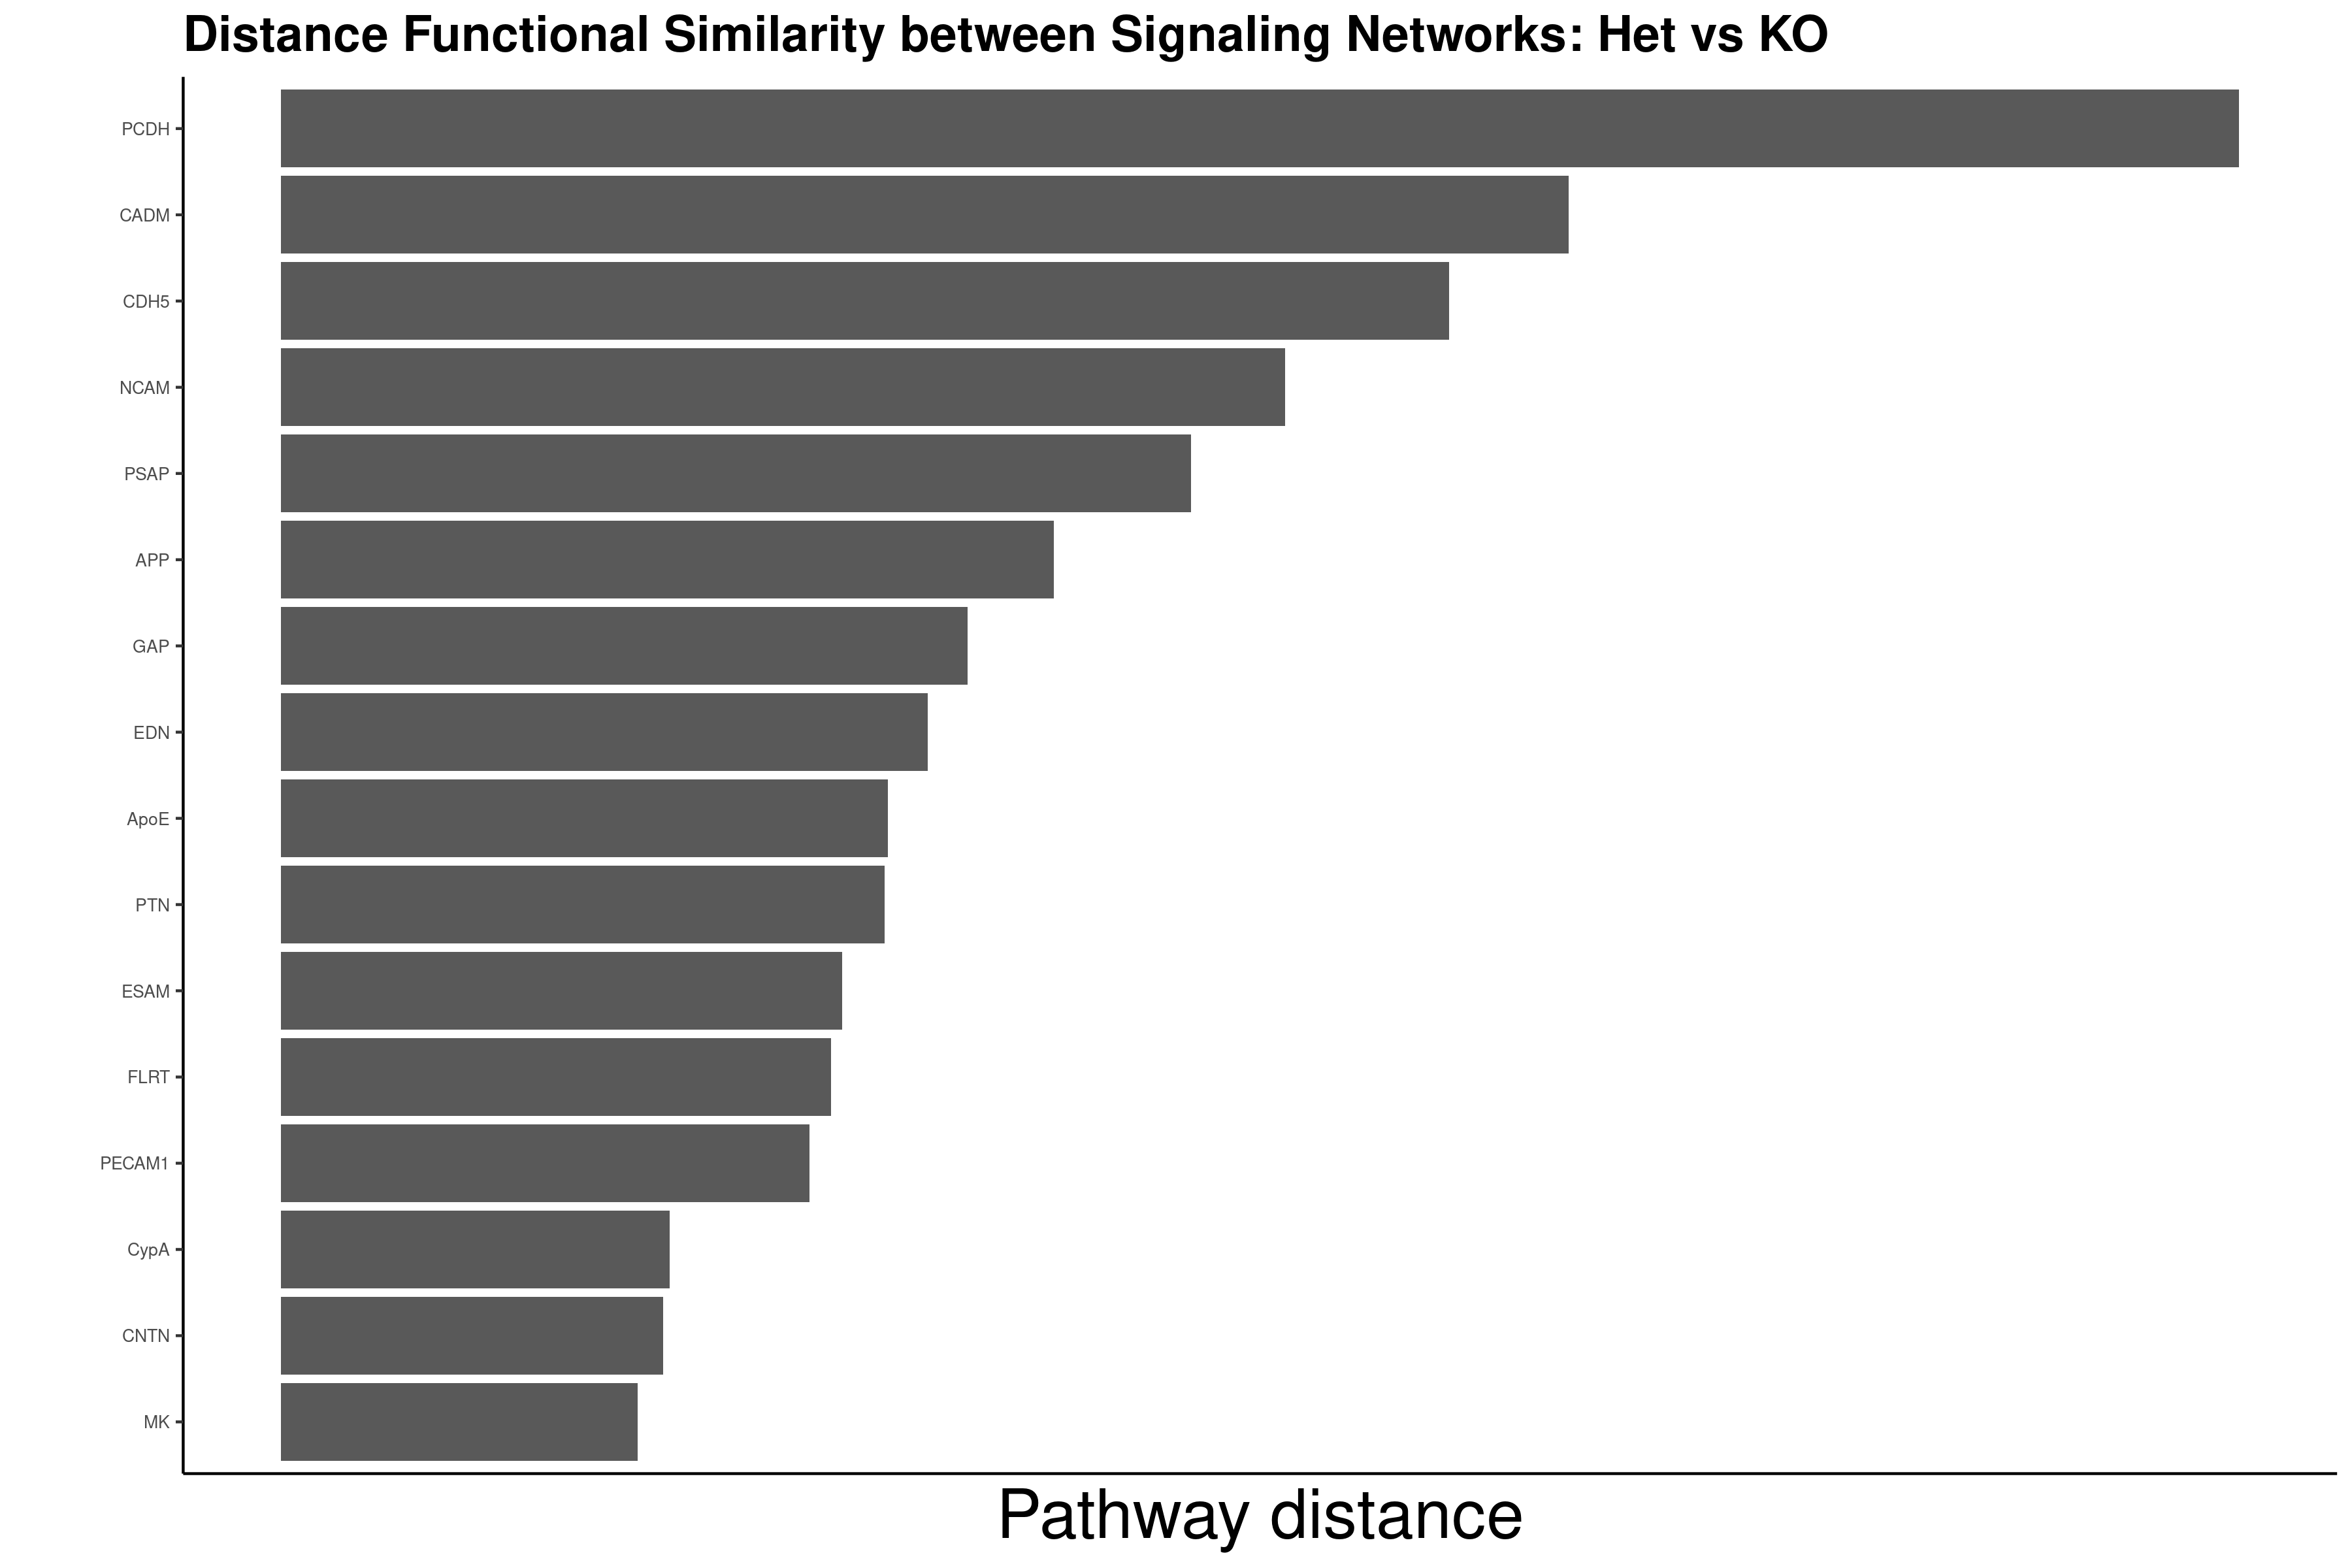 Distance Functional Similarity between Signaling Networks: Het vs KO
PCDH
CADM
CDH5
NCAM
PSAP
APP
GAP
EDN
ApoE
PTN
ESAM
FLRT
PECAM1
CypA
CNTN
MK
Pathway distance